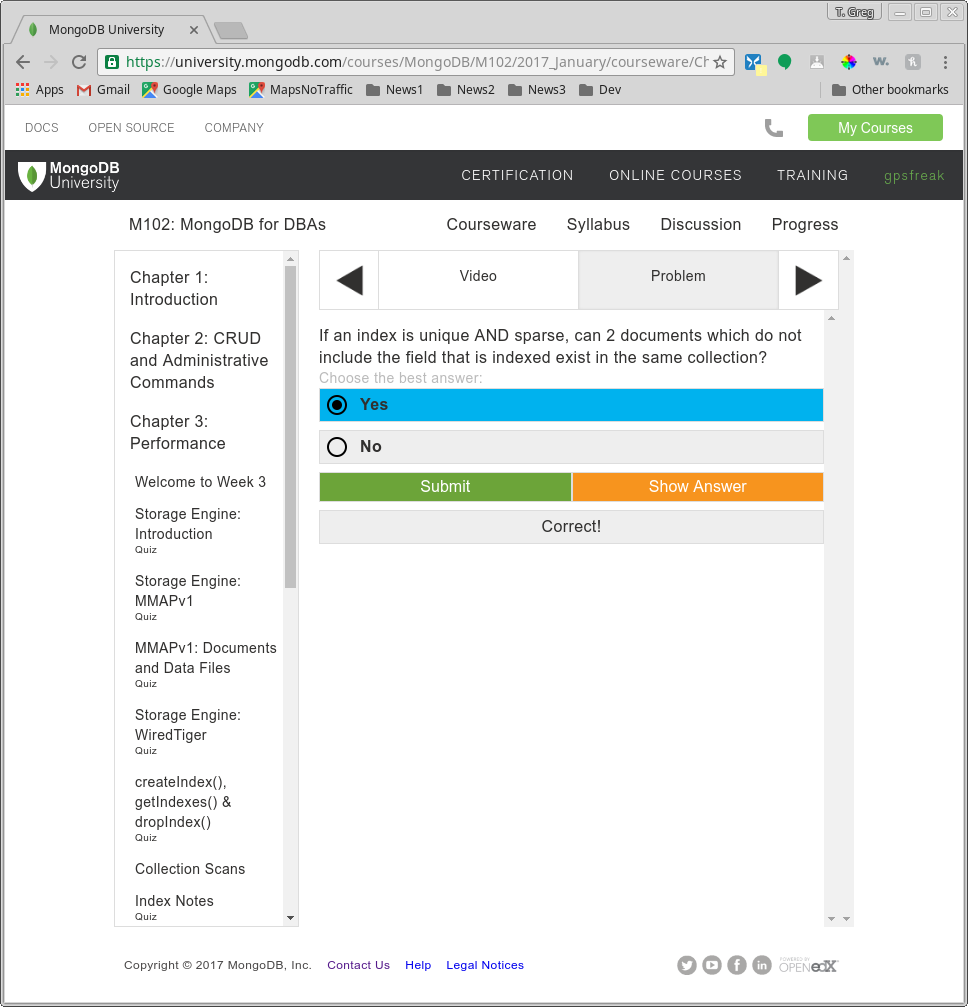 T. Greg
MongoDB University
https://university.mongodb.com/courses/MongoDB/M102/2017_January/courseware/Ch
w.
Apps Gmail Google Maps MapsNoTraffic News1 News2 News3 Dev Other bookmarks
DOCS OPEN SOURCE COMPANY My Courses
MongoDB
University
CERTIFICATION ONLINE COURSES TRAINING gpsfreak
M102: MongoDB for DBAs Courseware Syllabus Discussion Progress
Chapter 1:
Introduction
Chapter 2: CRUD
and Administrative
Commands
Chapter 3:
Performance
Welcome to Week 3
Storage Engine:
Introduction
Quiz
Storage Engine:
MMAPv1
Quiz
MMAPv1: Documents
and Data Files
Quiz
Storage Engine:
WiredTiger
Quiz
createIndex(),
getIndexes() &
dropIndex()
Quiz
Collection Scans
Index Notes
Quiz
Video Problem
If an index is unique AND sparse, can 2 documents which do not
include the field that is indexed exist in the same collection?
Choose the best answer:
Yes
No
Submit Show Answer
Correct!
Copyright © 2017 MongoDB, Inc. Contact Us Help Legal Notices
POWERED BY
OPEN edX